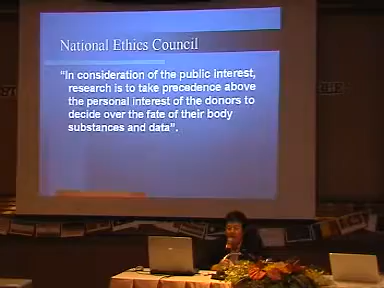 National Ethics Council
“In consideration of the public interest,
research is to take precedence above
the personal interest of the donors to
decide over the fate of their body
substances and data”.